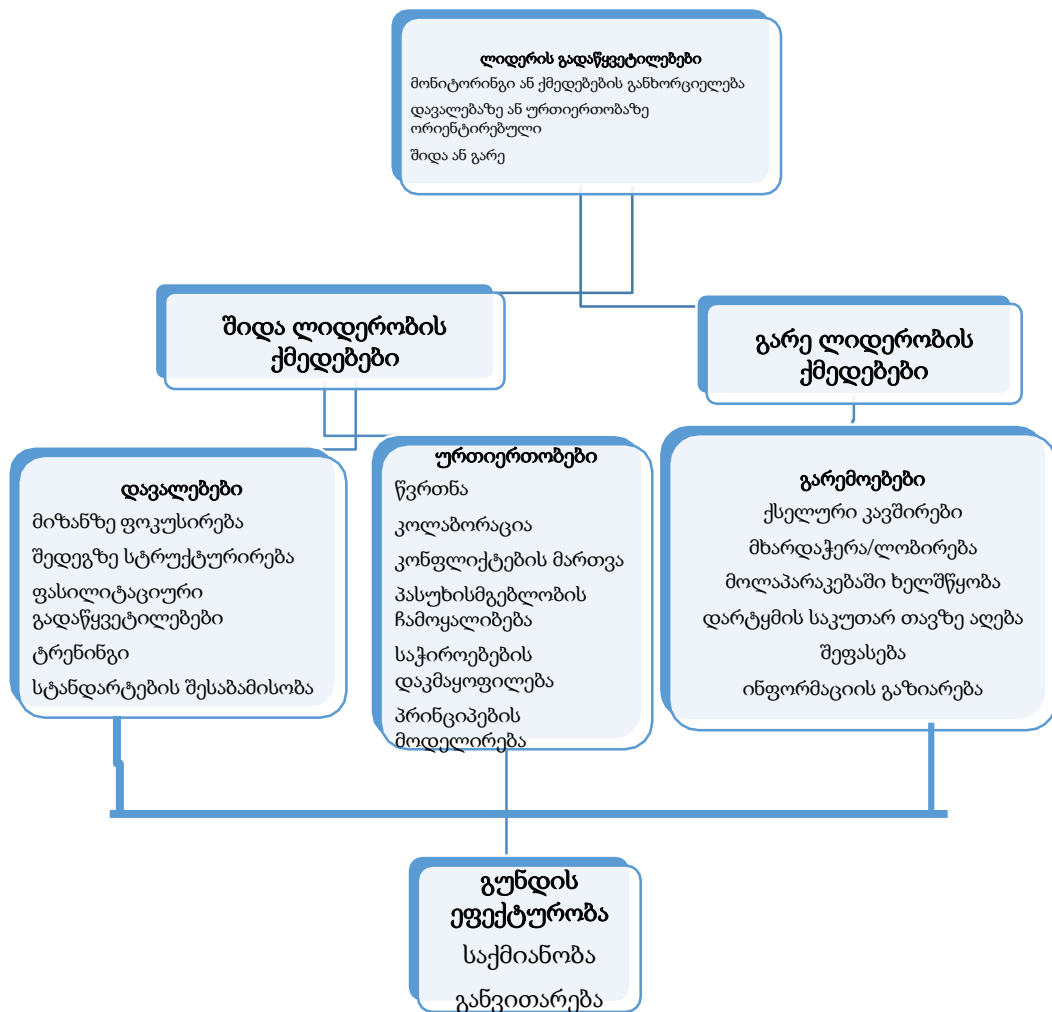 ლიდერის გადაწყვეტილებები
მონიტორინგი ან ქმედებების განხორციელება
დავალებაზე ან ურთიერთობაზე
ორიენტირებული
შიდა ან გარე
შიდა ლიდერობის
ქმედებები
გარე ლიდერობის
ქმედებები
დავალებები
მიზანზე ფოკუსირება
შედეგზე სტრუქტურირება
ფასილიტაციური
გადაწყვეტილებები
ტრენინგი
სტანდარტების შესაბამისობა
ურთიერთობები
წვრთნა
კოლაბორაცია
კონფლიქტების მართვა
პასუხისმგებლობის
ჩამოყალიბება
საჭიროებების
დაკმაყოფილება
პრინციპების
მოდელირება
გარემოებები
ქსელური კავშირები
მხარდაჭერა/ლობირება
მოლაპარაკებაში ხელშწყობა
დარტყმის საკუთარ თავზე აღება
შეფასება
ინფორმაციის გაზიარება
გუნდის
ეფექტურობა
საქმიანობა
განვითარება